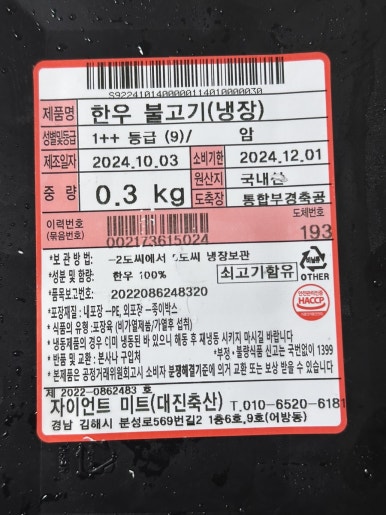 S92241014000001140100000030
제품명 한우 불고기(냉장)
성별및등급 1++ 등급 (9)/ 암
제조일자 2024.10.03 소비기한 2024.12.01
중 량 0.3 kg 원산지 국내산
도축장 통합부경축공
이력번호 (묶음번호) 002173615024 도체번호 193
*보 관 방 법: -2도씨에서 도씨 냉장보관
*성분 및 함량: 한우 100% 쇠고기함유
비닐류 OTHER
*품목보고번호: 2022086248320
HACCP
*포장재질 : 내포장 -PE, 외포장 -종이박스
* 식품의 유형 : 포장육 (비가열제품/가열후 섭취)
* 냉동제품의 경우 다이 냉동된 바 있으니 해동 후 재냉동 시키지 마시길 바랍니다
* 반품 및 교환 : 본사나 구입처 *부정·불량식품 신고는 국번없이 1399
* 본제품은 공정거래위원회고시 소비자 분쟁해결기준에 의거 교환 또는 보상 받을 수 있습니다.
제 2022-0862483 호
자이언트 미트(대진축산) T.010-6520-6181
경남 김해시 분성로569번길2 1층6호,9호(어방동)